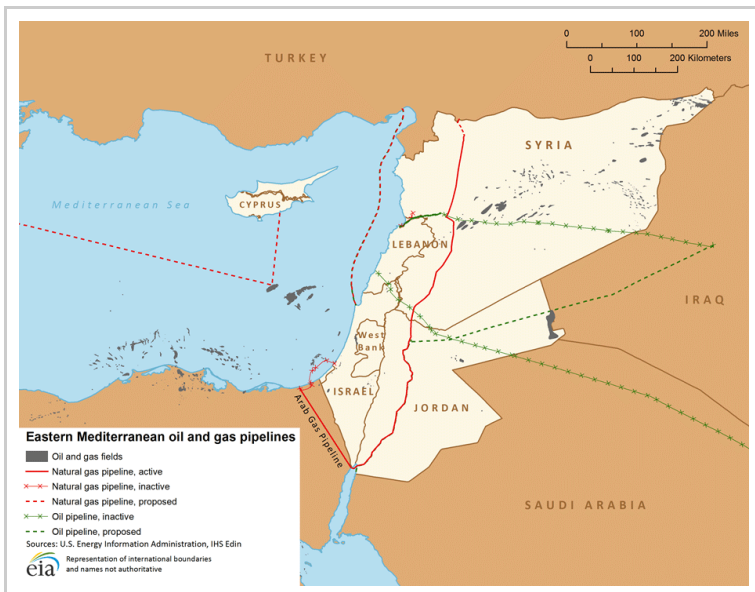 0 100 200 Miles
0 100 200 Kilometers
TURKEY
SYRIA
Mediterranean Sea
CYPRUS
LEBANON
IRAQ
West
Bank
ISRAEL
JORDAN
Arab Gas Pipeline
SAUDI ARABIA
Eastern Mediterranean oil and gas pipelines
Oil and gas fields
Natural gas pipeline, active
Natural gas pipeline, inactive
Natural gas pipeline, proposed
Oil pipeline, inactive
Oil pipeline, proposed
Sources: U.S. Energy Information Administration, IHS Edin
eia
Representation of international boundaries
and names not authoritative